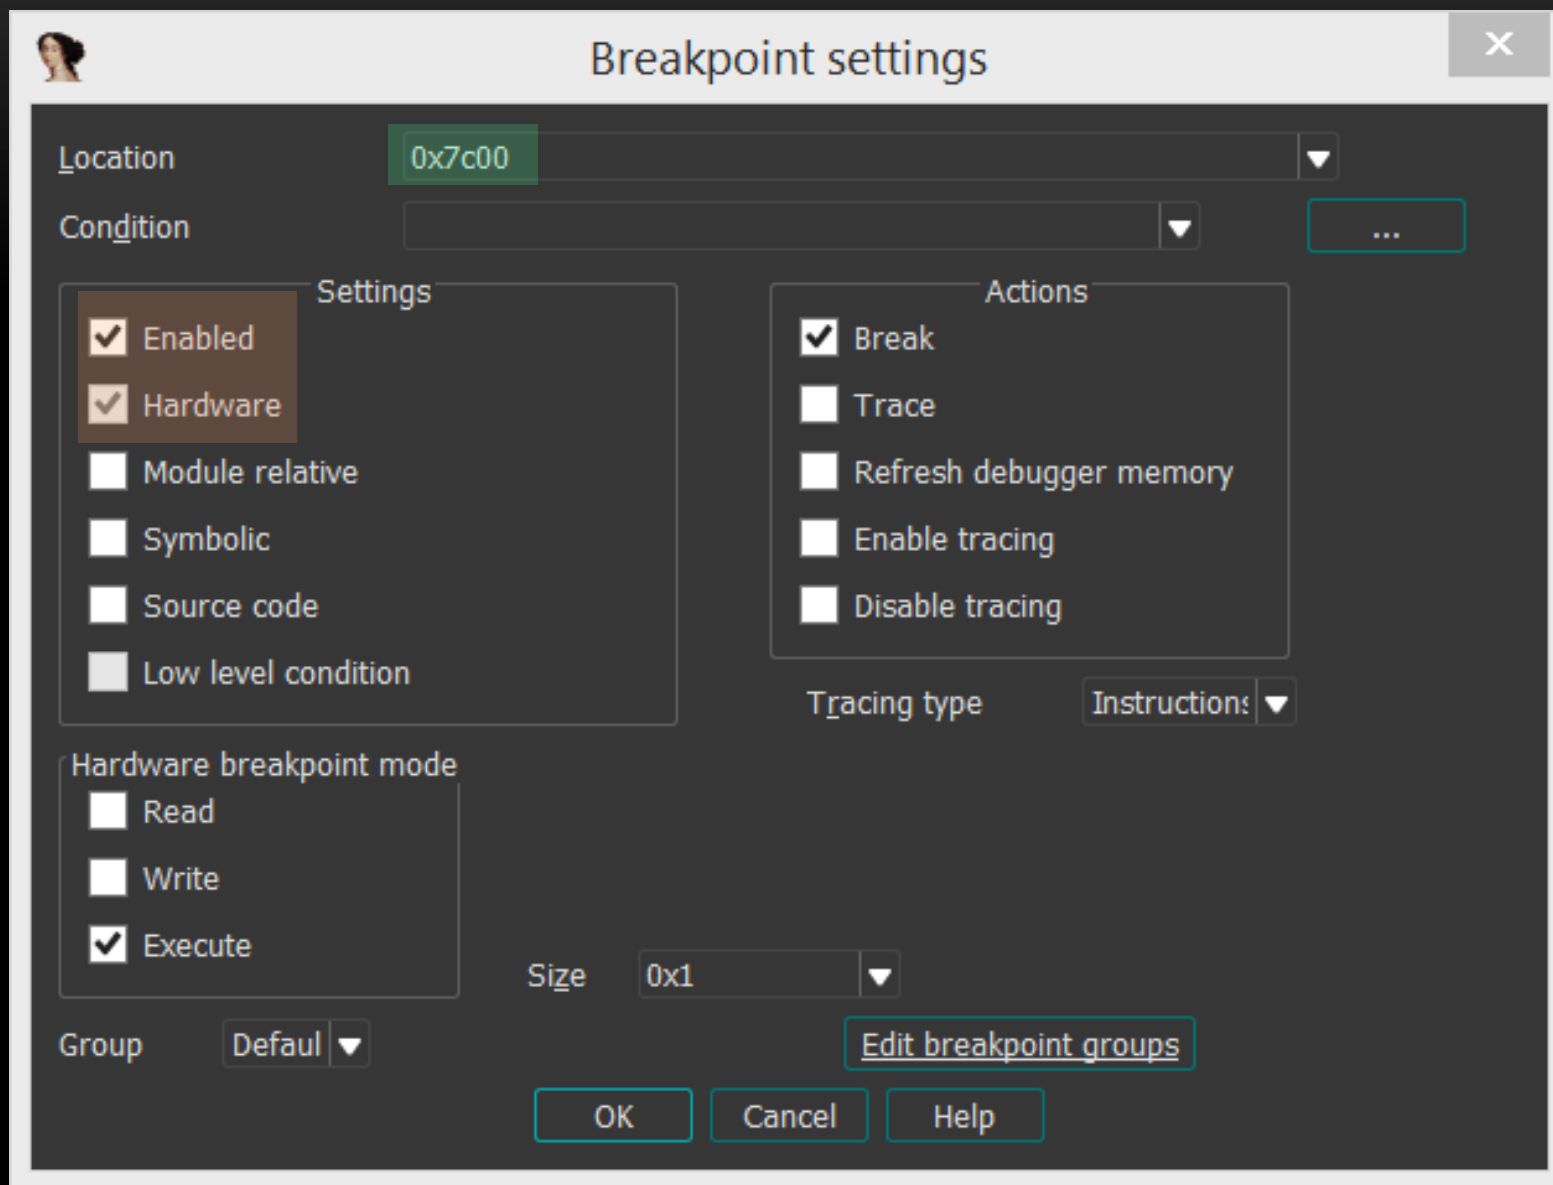 Breakpoint settings
Location 0x7c00
Condition ...
Settings
Enabled
Hardware
Module relative
Symbolic
Source code
Low level condition
Actions
Break
Trace
Refresh debugger memory
Enable tracing
Disable tracing
Tracing type Instructions
Hardware breakpoint mode
Read
Write
Execute
Size 0x1
Group Defaul
Edit breakpoint groups
OK Cancel Help